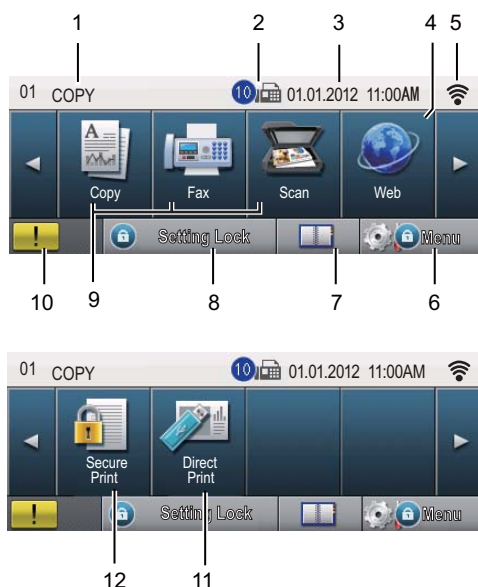 1 2 3 4 5
01 COPY 10 01.01.2012 11:00AM
A
Copy Fax Scan Web
! Setting Lock Menu
10 9 8 7 6
01 COPY 10 01.01.2012 11:00AM
Secure Print Direct Print
! Setting Lock Menu
12 11